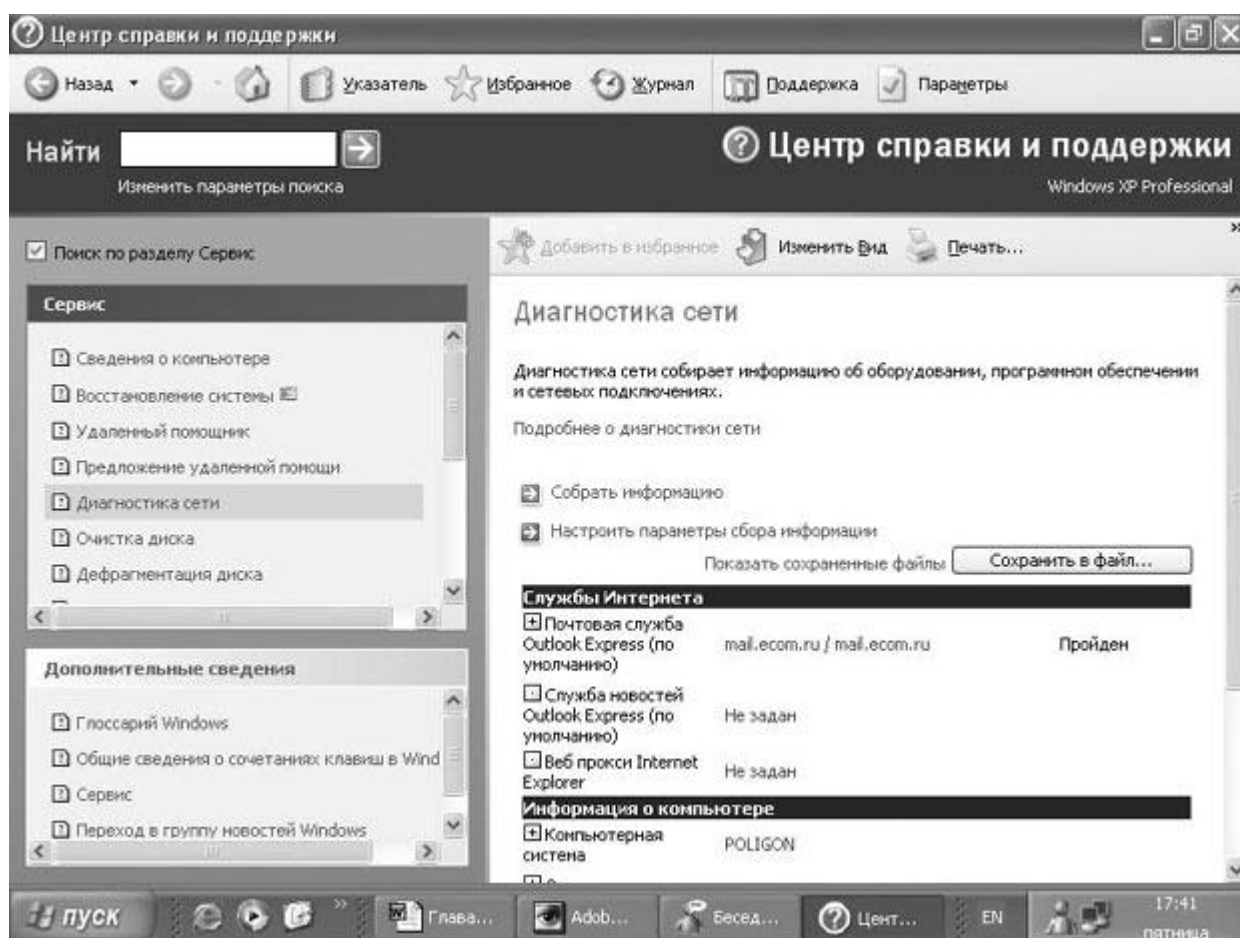 Центр справки и поддержки
Назад Указатель Избранное Журнал Поддержка Параметры
Найти
Изменить параметры поиска
Центр справки и поддержки
Windows XP Professional
Поиск по разделу Сервис
Сервис
Сведения о компьютере
Восстановление системы
Удаленный помощник
Предложение удаленной помощи
Диагностика сети
Очистка диска
Дефрагментация диска
Дополнительные сведения
Глоссарий Windows
Общие сведения о сочетаниях клавиш в Wind
Сервис
Переход в группу новостей Windows
Добавить в избранное Изменить Вид Печать...
Диагностика сети
Диагностика сети собирает информацию об оборудовании, программном обеспечении
и сетевых подключениях.
Подробнее о диагностики сети
Собрать информацию
Настроить параметры сбора информации
Показать сохраненные файлы Сохранить в файл...
Службы Интернета
Почтовая служба
Outlook Express (по mail.ecom.ru / mail.ecom.ru Пройден
умолчанию)
Служба новостей
Outlook Express (по Не задан
умолчанию)
Веб прокси Internet
Explorer Не задан
Информация о компьютере
Компьютерная
система POLIGON
пуск Глава... Adob... Бесед... Цент... EN 17:41
пятница